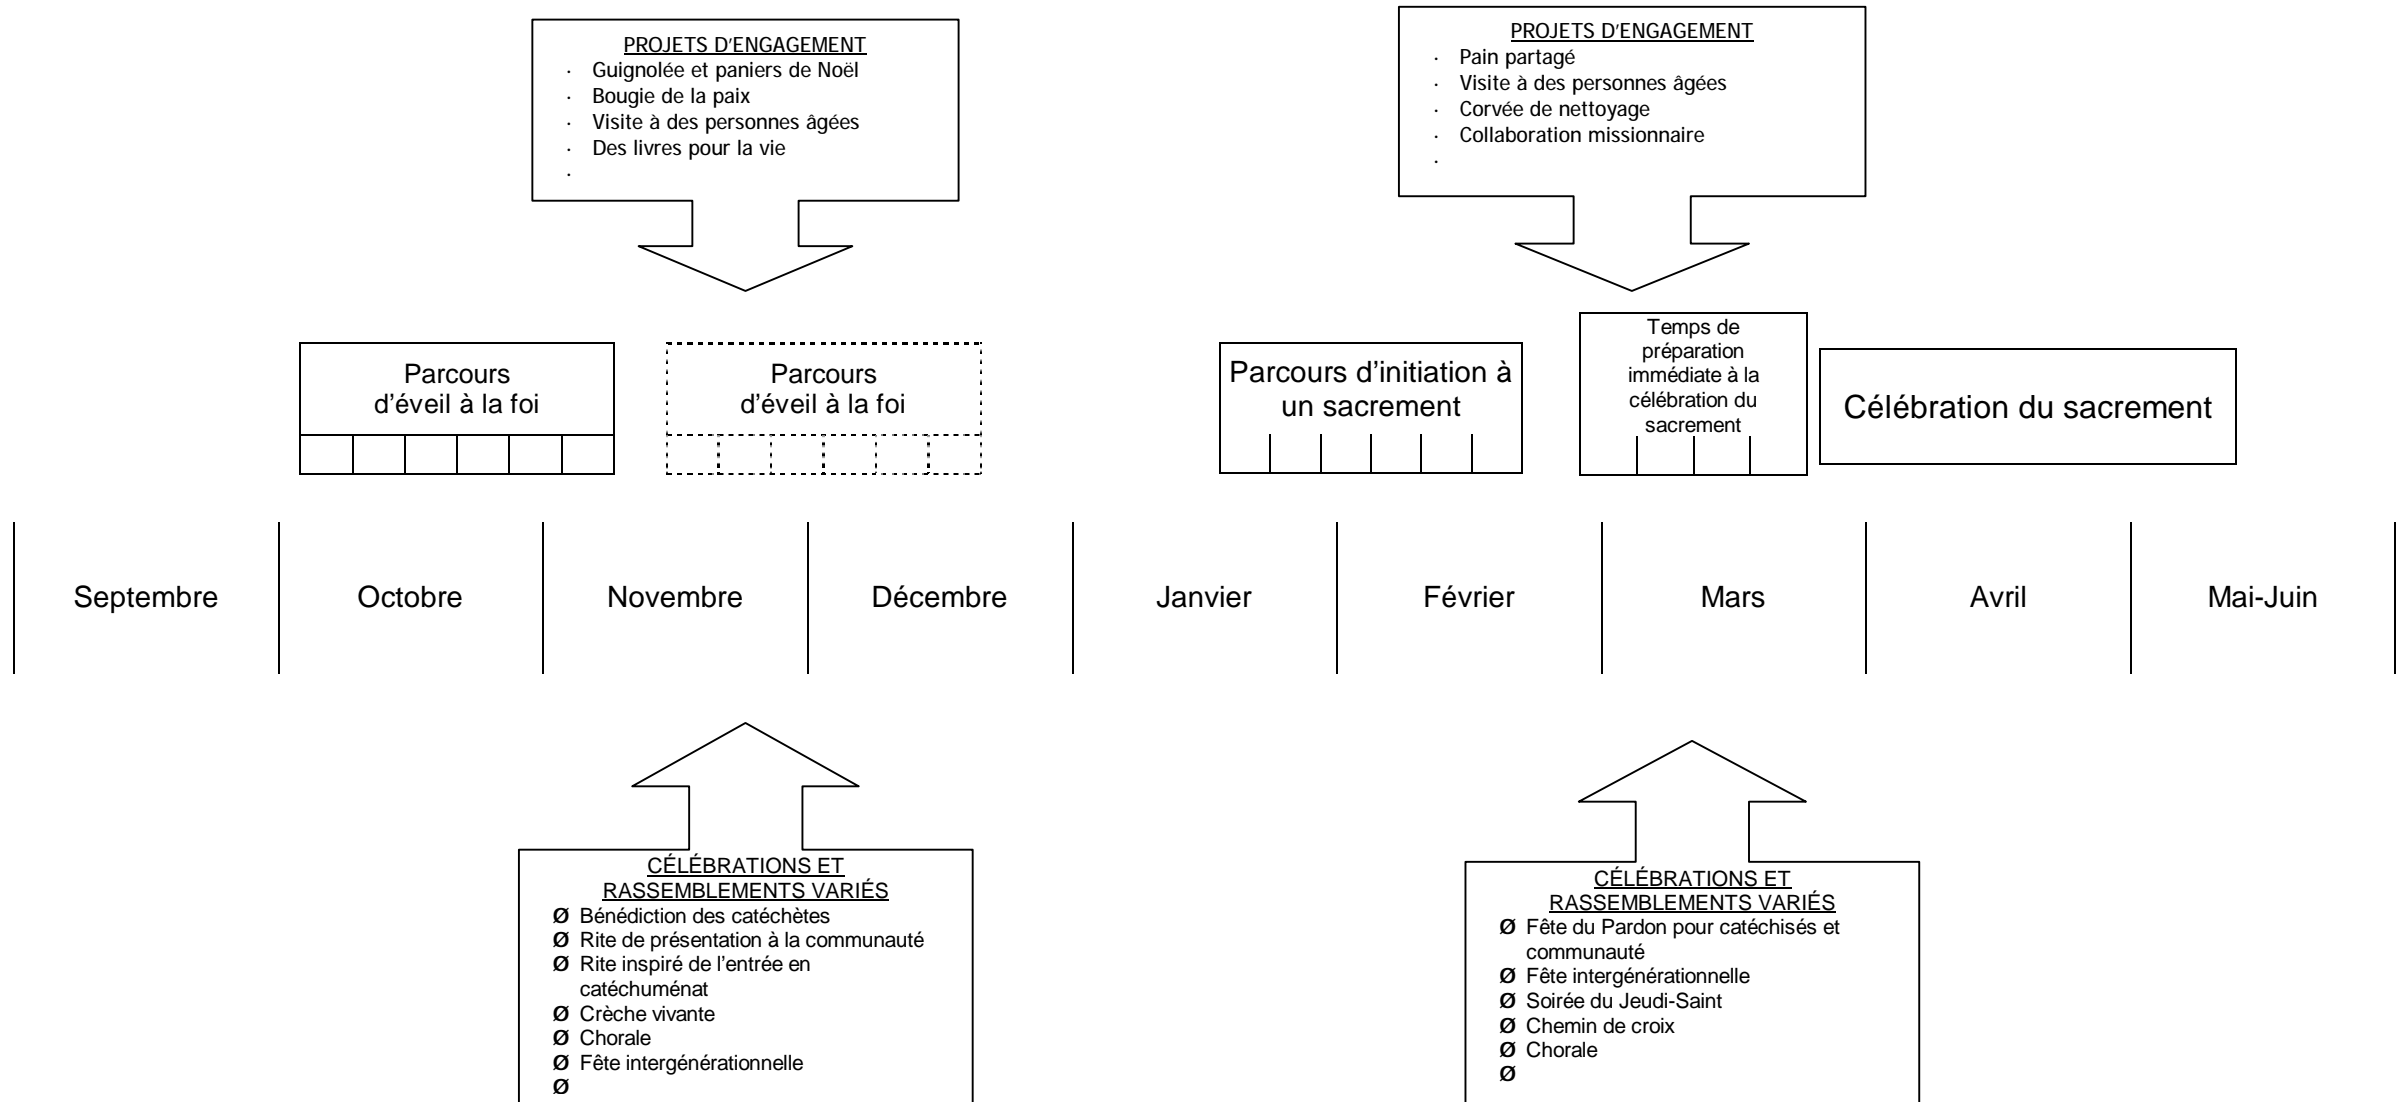 PROJETS D'ENGAGEMENT
· Guignolée et paniers de Noël
· Bougie de la paix
· Visite à des personnes âgées
· Des livres pour la vie
·
PROJETS D'ENGAGEMENT
· Pain partagé
· Visite à des personnes âgées
· Corvée de nettoyage
· Collaboration missionnaire
·
Parcours
d'éveil à la foi
Parcours
d'éveil à la foi
Parcours d'initiation à
un sacrement
Temps de
préparation
immédiate à la
célébration du
sacrement
Célébration du sacrement
Septembre
Octobre
Novembre
Décembre
Janvier
Février
Mars
Avril
Mai-Juin
CÉLÉBRATIONS ET
RASSEMBLEMENTS VARIÉS
Ø Bénédiction des catéchètes
Ø Rite de présentation à la communauté
Ø Rite inspiré de l'entrée en
catéchuménat
Ø Crèche vivante
Ø Chorale
Ø Fête intergénérationnelle
Ø
CÉLÉBRATIONS ET
RASSEMBLEMENTS VARIÉS
Ø Fête du Pardon pour catéchisés et
communauté
Ø Fête intergénérationnelle
Ø Soirée du Jeudi-Saint
Ø Chemin de croix
Ø Chorale
Ø